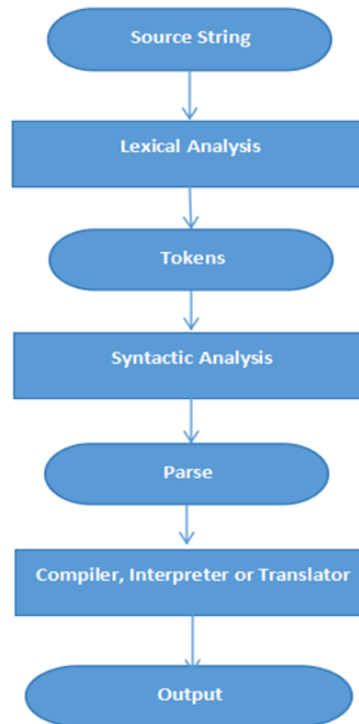 Source String
Lexical Analysis
Tokens
Syntactic Analysis
Parse
Compiler, Interpreter or Translator
Output